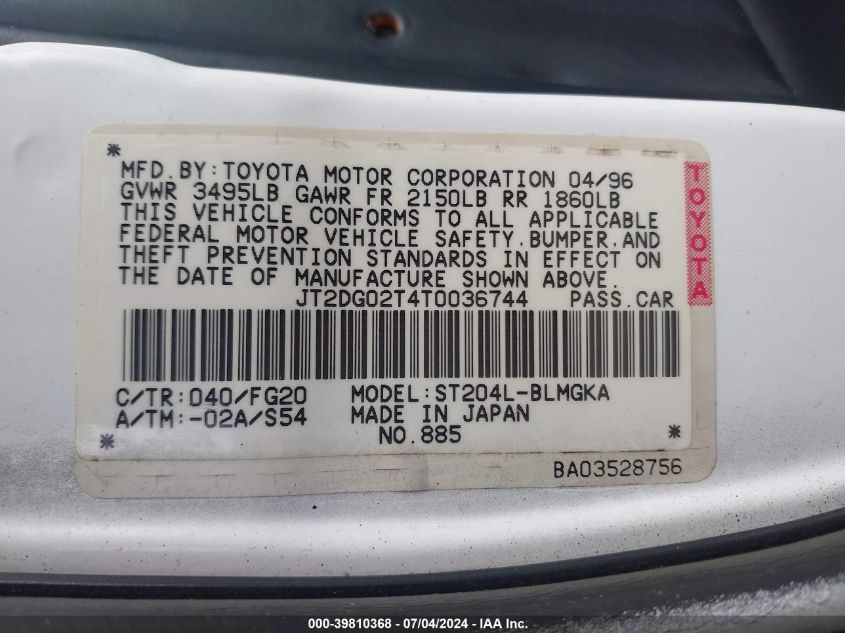 MFD.BY:TOYOTA MOTOR CORPORATION 04/96
GVWR 3495LB GAWR FR 2150LB RR 1860LB
THIS VEHICLE CONFORMS TO ALL APPLICABLE
FEDERAL MOTOR VEHICLE SAFETY,BUMPER,AND
THEFT PREVENTION STANDARDS IN EFFECT ON
THE DATE OF MANUFACTURE SHOWN ABOVE.
JT2DG02T4T0036744 PASS.CAR
TOYOTA
C/TR:040/FG20 MODEL:ST204L-BLMGKA
A/TM:-02A/S54 MADE IN JAPAN
NO.885
BA03528756
000-39810368 - 07/04/2024 - IAA Inc.